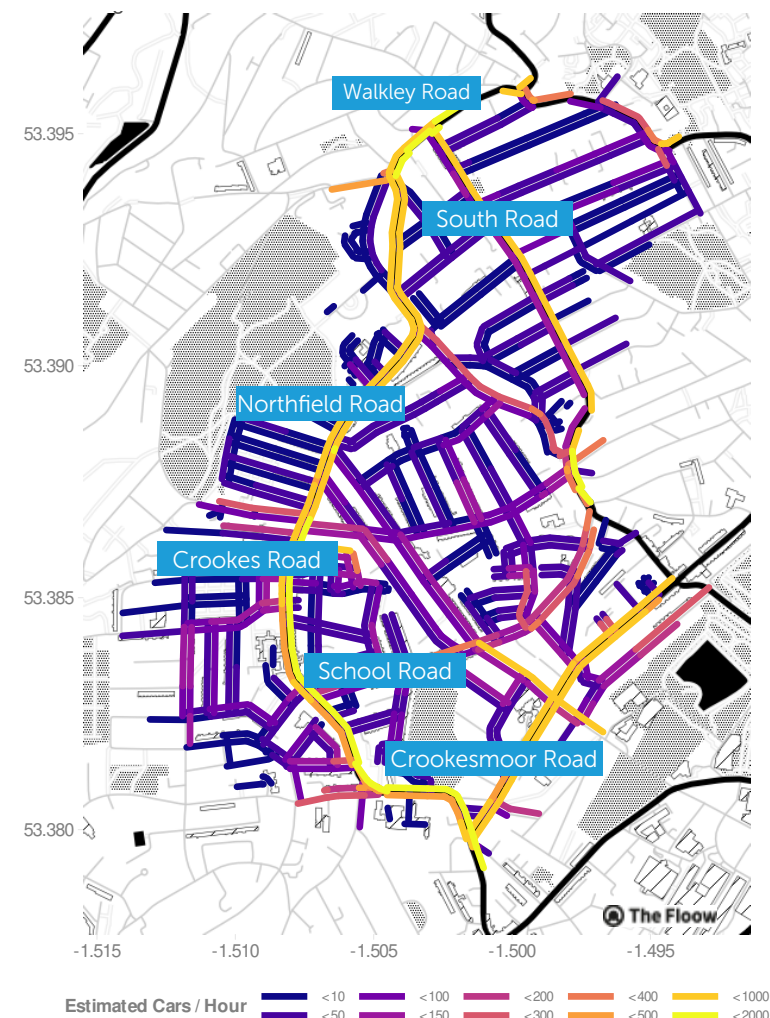 Walkley Road
53.395
South Road
53.390
Northfield Road
Crookes Road
53.385
School Road
Crookesmoor Road
53.380
The Floow
-1.515 -1.510 -1.505 -1.500 -1.495
Estimated Cars / Hour <10 <100 <200 <400 <1000
<50 <150 <300 <500 <2000